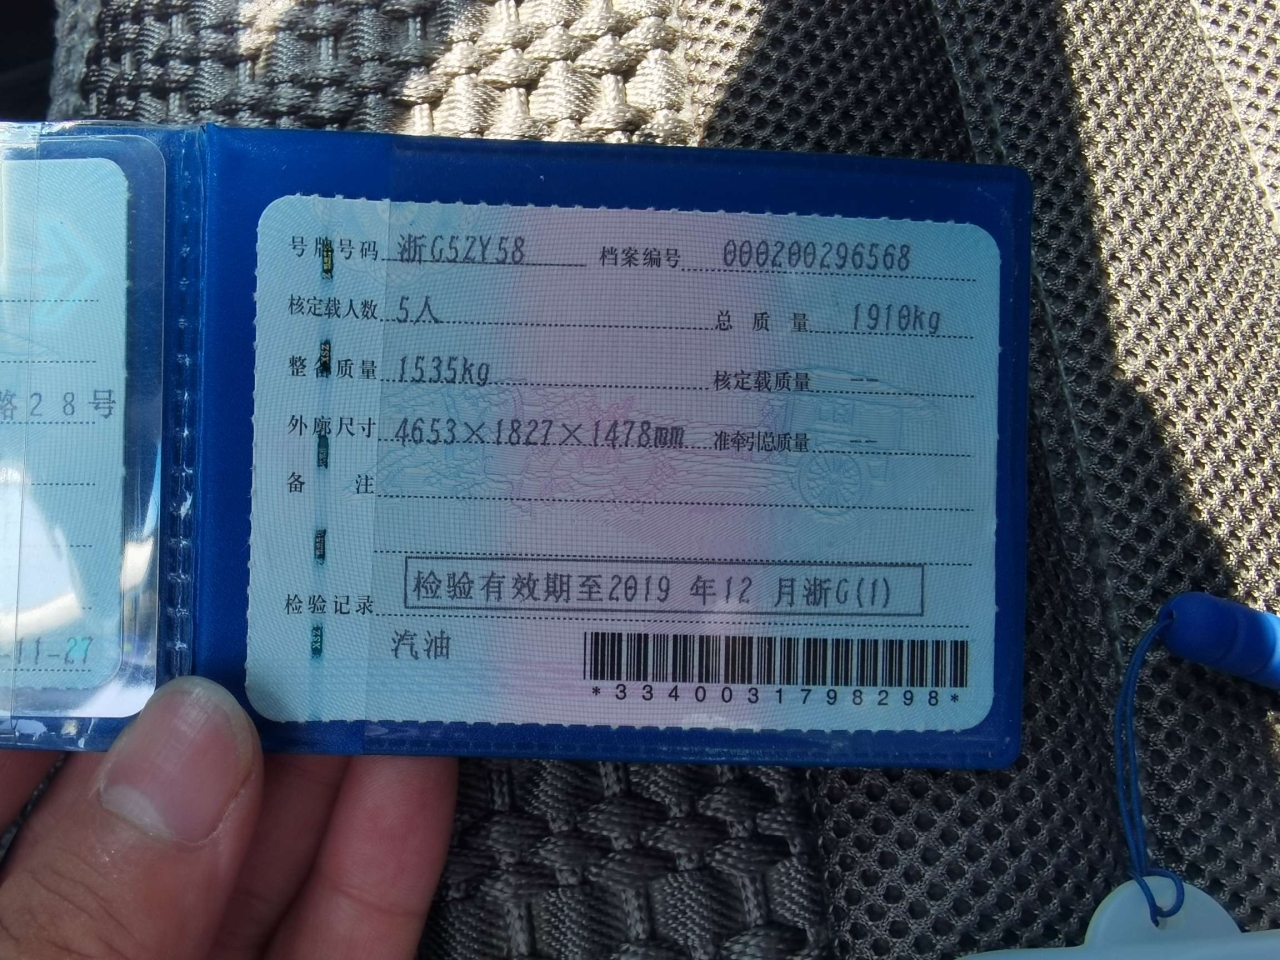 路28号
-11-27
号牌号码 浙G5ZY58 档案编号 000200296568
核定载人数 5人 总质量 1910kg
整备质量 1535kg 核定载质量 --
外廓尺寸 4653×1827×1478mm 准牵引总质量 --
备注
检验记录 检验有效期至2019 年12 月浙G(1)
汽油
*3340031798298*